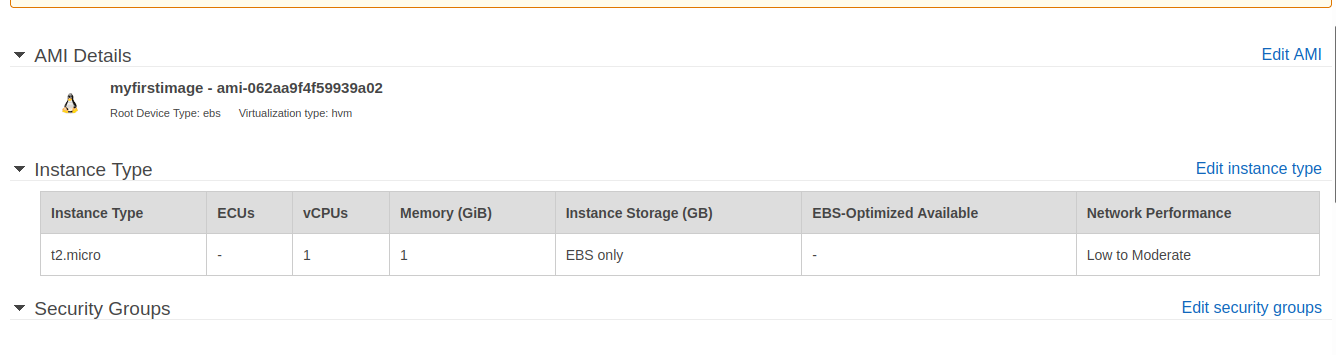 AMI Details Edit AMI
myfirstimage - ami-062aa9f4f59939a02
Root Device Type: ebs Virtualization type: hvm
Instance Type Edit instance type
Instance Type ECUs vCPUs Memory (GiB) Instance Storage (GB) EBS-Optimized Available Network Performance
t2.micro - 1 1 EBS only - Low to Moderate
Security Groups Edit security groups